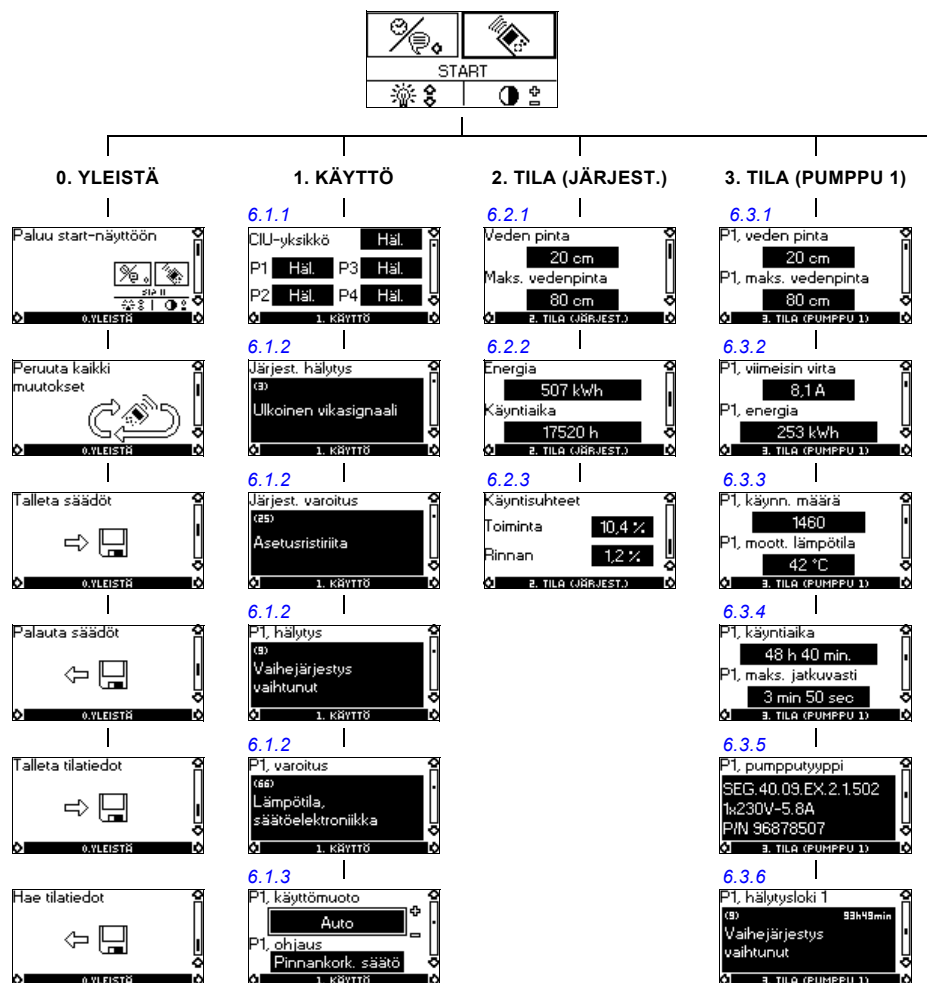 START
0. YLEISTÄ
Paluu start-näyttöön
START
0.YLEISTÄ
Peruuta kaikki
muutokset
0.YLEISTÄ
Talleta säädöt
0.YLEISTÄ
Palauta säädöt
0.YLEISTÄ
Talleta tilatiedot
0.YLEISTÄ
Hae tilatiedot
0.YLEISTÄ
1. KÄYTTÖ
6.1.1
CIU-yksikkö Häl.
P1 Häl. P3 Häl.
P2 Häl. P4 Häl.
1. KÄYTTÖ
6.1.2
Järjest. hälytys
(3)
Ulkoinen vikasignaali
1. KÄYTTÖ
6.1.2
Järjest. varoitus
(25)
Asetusristiriita
1. KÄYTTÖ
6.1.2
P1, hälytys
(9)
Vaihejärjestys
vaihtunut
1. KÄYTTÖ
6.1.2
P1, varoitus
(66)
Lämpötila,
säätöelektroniikka
1. KÄYTTÖ
6.1.3
P1, käyttömuoto
Auto
P1, ohjaus
Pinnankork. säätö
1. KÄYTTÖ
2. TILA (JÄRJEST.)
6.2.1
Veden pinta
20 cm
Maks. vedenpinta
80 cm
2. TILA (JÄRJEST.)
6.2.2
Energia
507 kWh
Käyntiaika
17520 h
2. TILA (JÄRJEST.)
6.2.3
Käyntisuhteet
Toiminta 10,4 %
Rinnan 1,2 %
2. TILA (JÄRJEST.)
3. TILA (PUMPPU 1)
6.3.1
P1, veden pinta
20 cm
P1, maks. vedenpinta
80 cm
3. TILA (PUMPPU 1)
6.3.2
P1, viimeisin virta
8,1 A
P1, energia
253 kWh
3. TILA (PUMPPU 1)
6.3.3
P1, käynn. määrä
1460
P1, moott. lämpötila
42 °C
3. TILA (PUMPPU 1)
6.3.4
P1, käyntiaika
48 h 40 min.
P1, maks. jatkuvasti
3 min 50 sec
3. TILA (PUMPPU 1)
6.3.5
P1, pumpputyyppi
SEG.40.09.EX.2.1.502
1x230V-5.8A
P/N 96878507
3. TILA (PUMPPU 1)
6.3.6
P1, hälytysloki 1
(9) 93h49min
Vaihejärjestys
vaihtunut
3. TILA (PUMPPU 1)